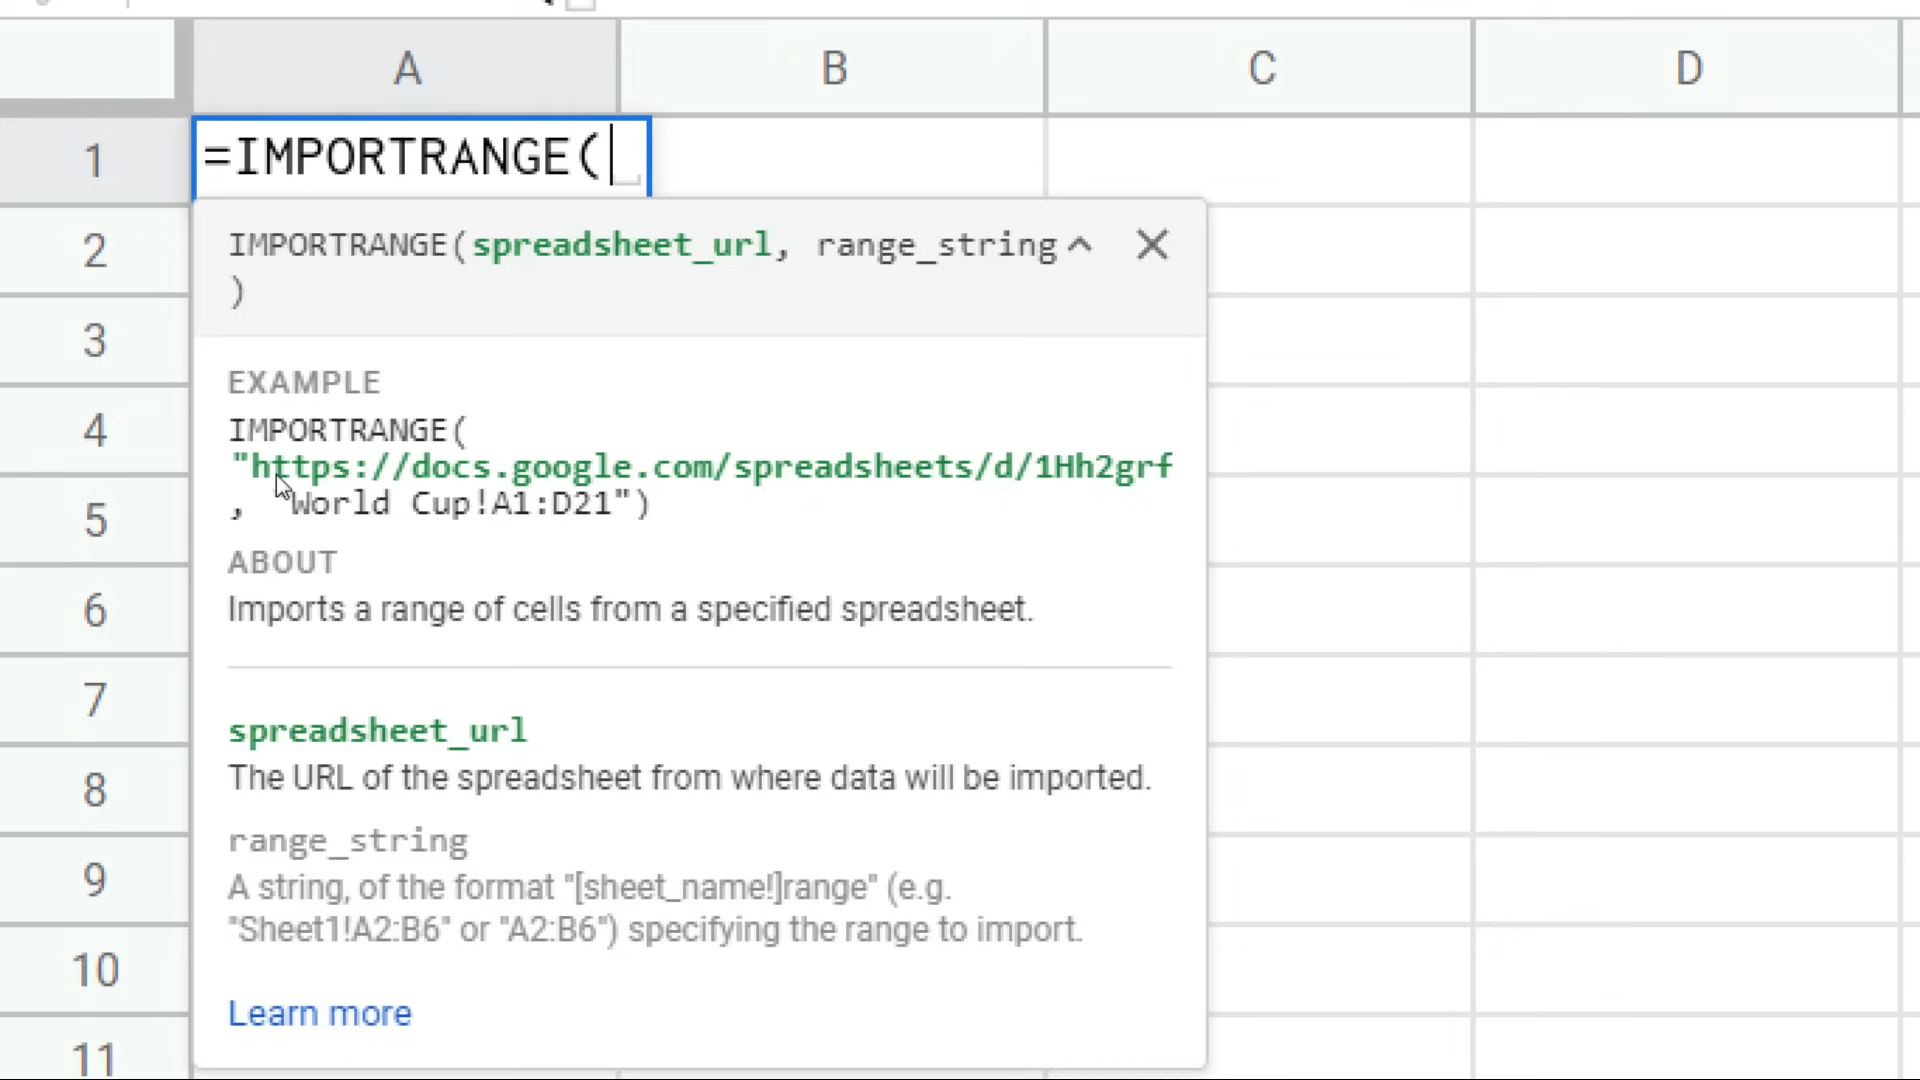 A B C D
1 =IMPORTRANGE(
IMPORTRANGE(spreadsheet_url, range_string
)
2
3
EXAMPLE
4 IMPORTRANGE(
"https://docs.google.com/spreadsheets/d/1Hh2grf
, "World Cup!A1:D21")
5
ABOUT
6 Imports a range of cells from a specified spreadsheet.
7
spreadsheet_url
8 The URL of the spreadsheet from where data will be imported.
range_string
9 A string, of the format "[sheet_name!]range" (e.g.
"Sheet1!A2:B6" or "A2:B6") specifying the range to import.
10
Learn more
11